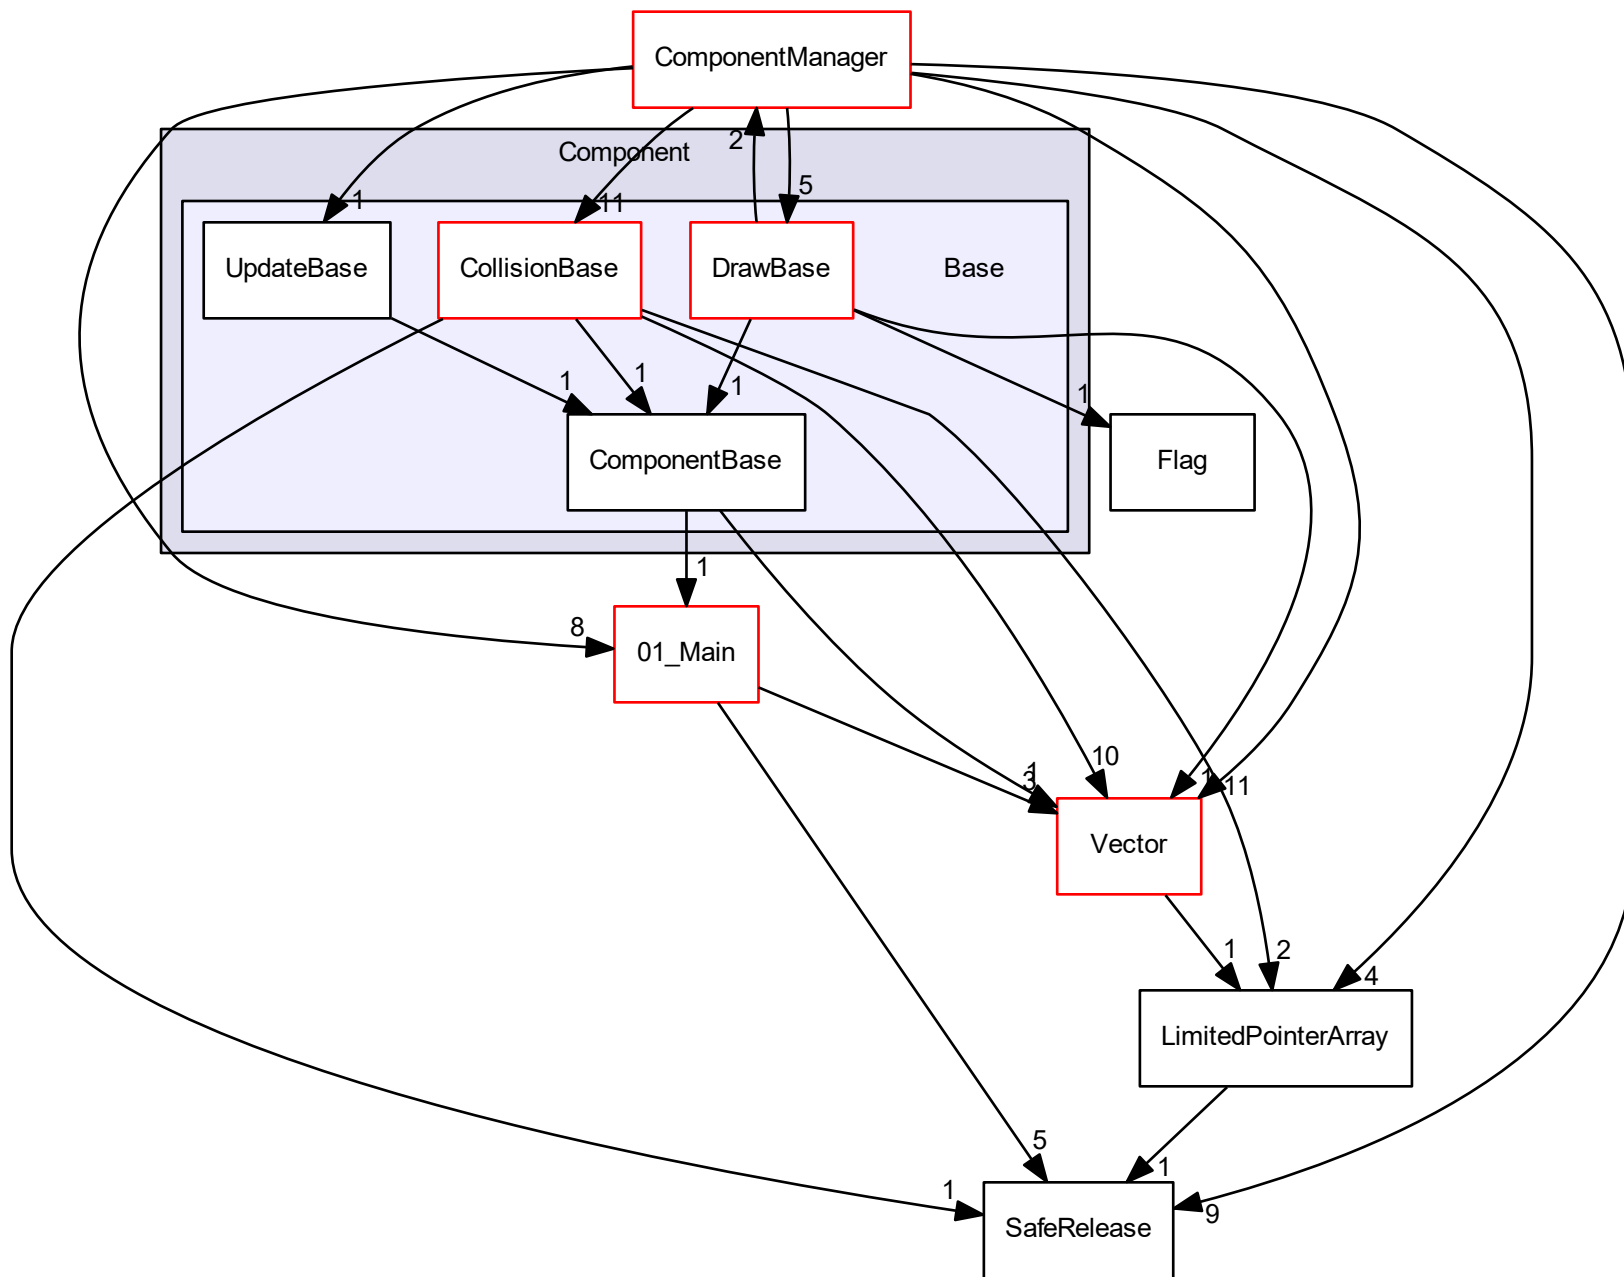 ComponentManager
2
Component
5
1
11
UpdateBase
CollisionBase
DrawBase
Base
1
1
1
1
ComponentBase
Flag
1
8
01_Main
10
1
3
1
11
Vector
1
2
4
LimitedPointerArray
5
1
1
9
SafeRelease